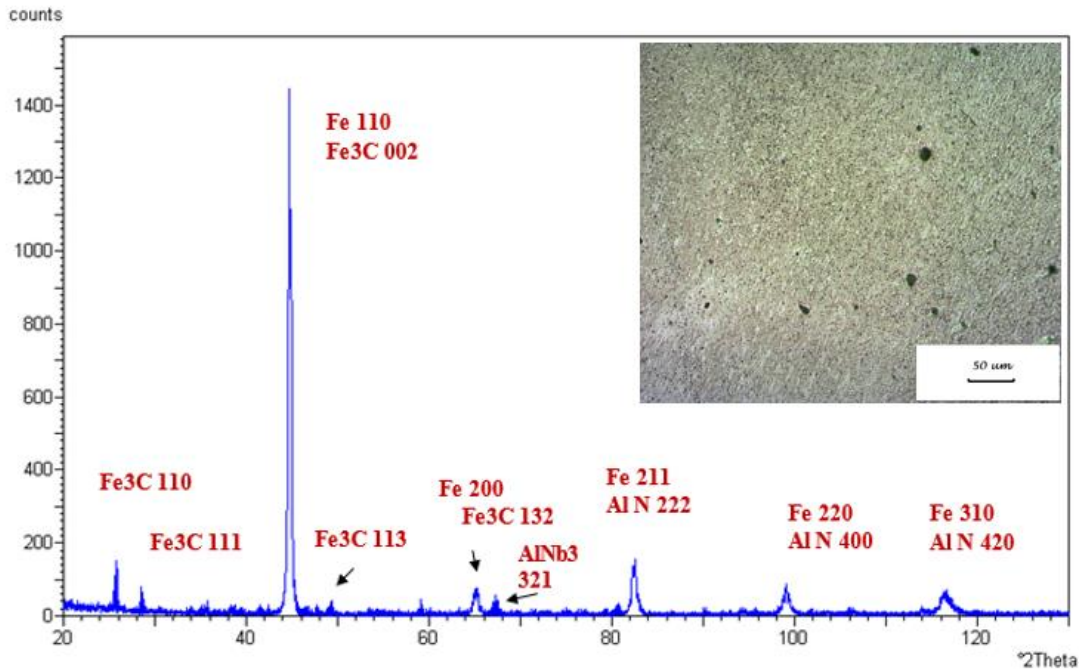 counts
1400
1200
1000
800
600
400
200
0
Fe 110
Fe3C 002
50 um
Fe3C 110
Fe3C 111
Fe3C 113
Fe 200
Fe3C 132
AlNb3
321
Fe 211
Al N 222
Fe 220
Al N 400
Fe 310
Al N 420
20 40 60 80 100 120
°2Theta